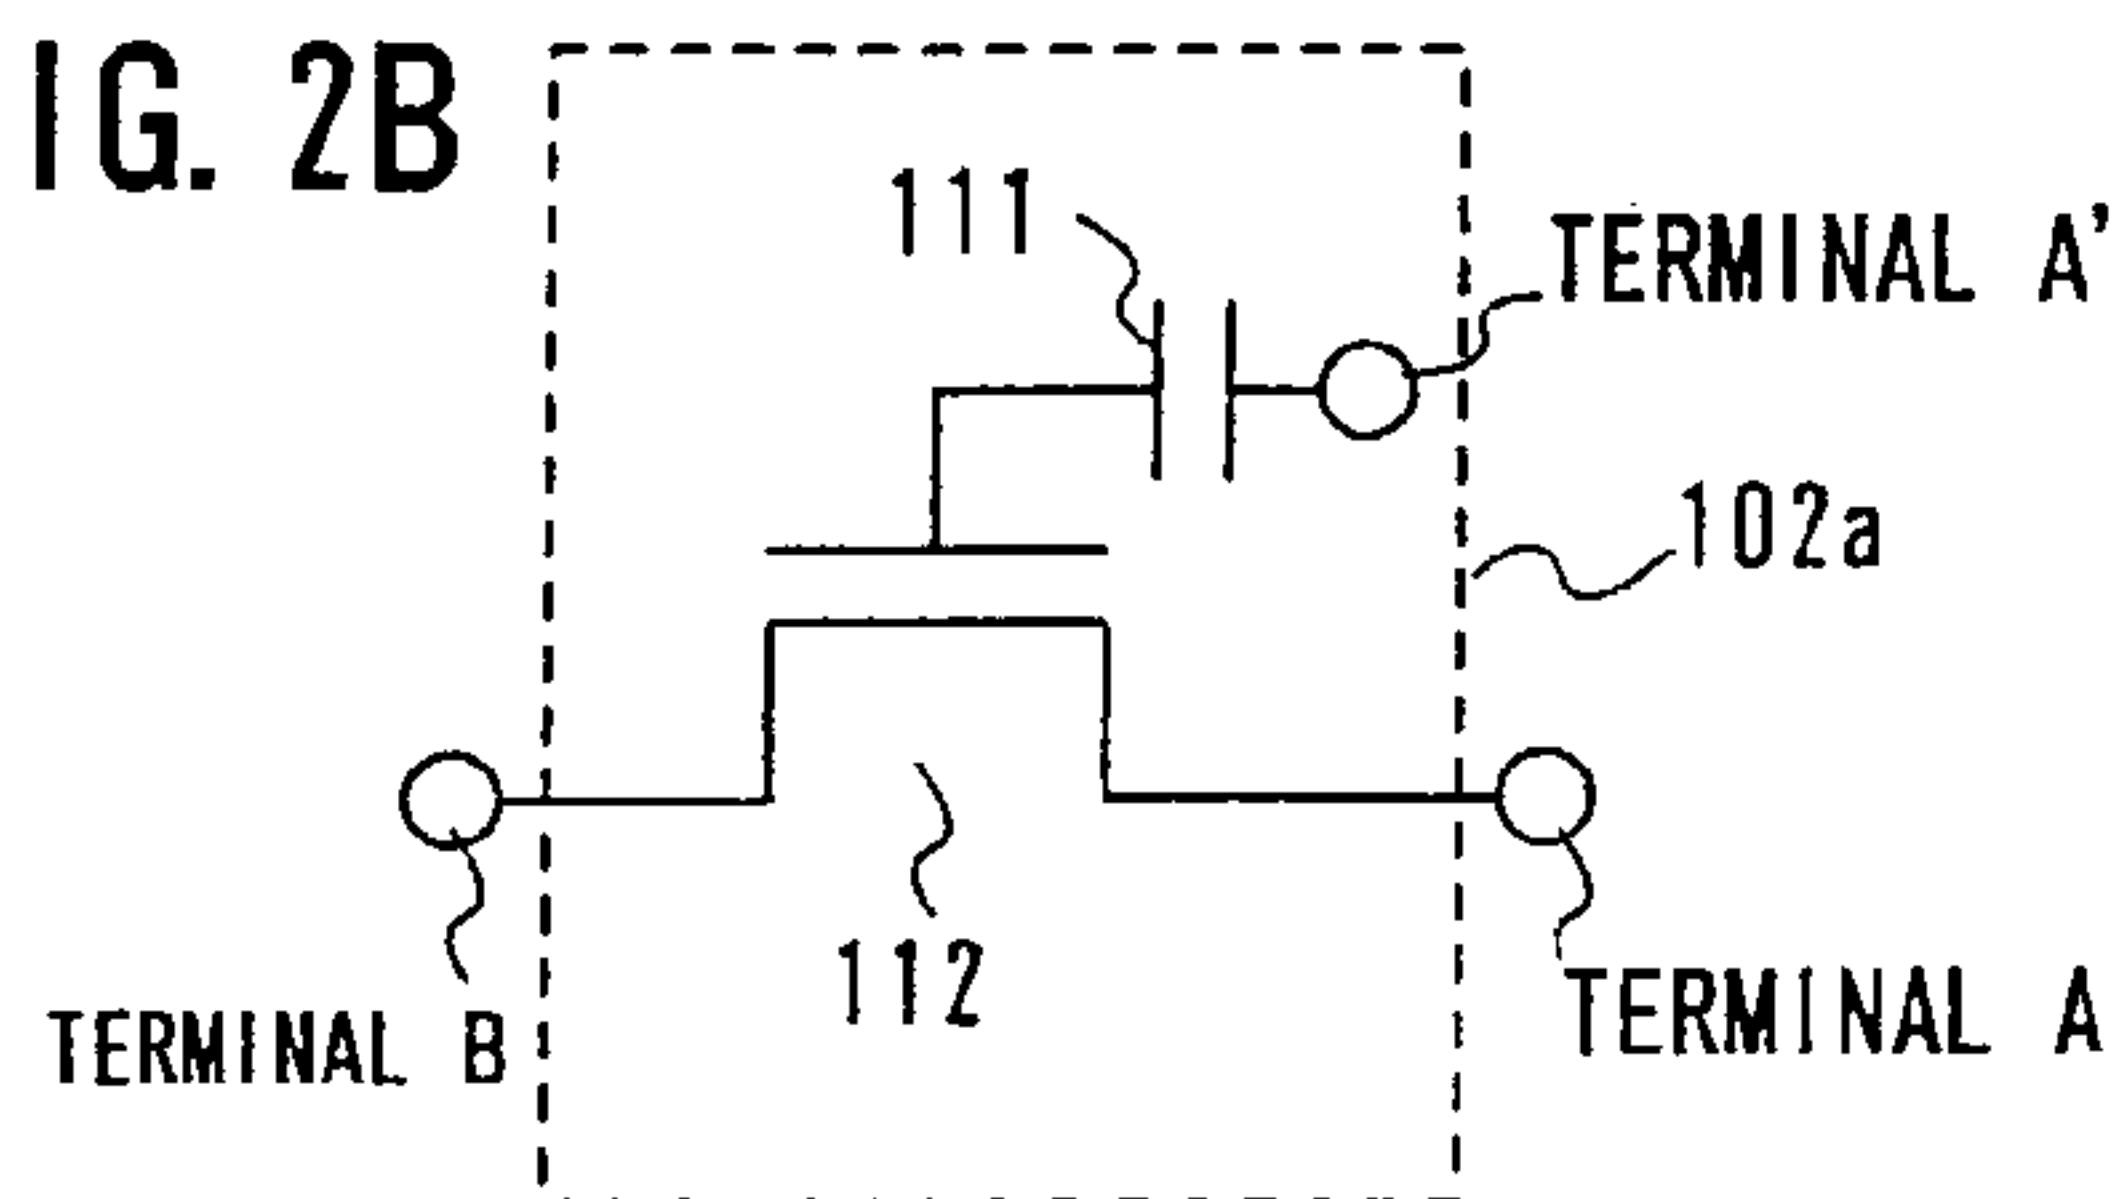 IG. 2B
111
TERMINAL A'
102a
112
TERMINAL A
TERMINAL B